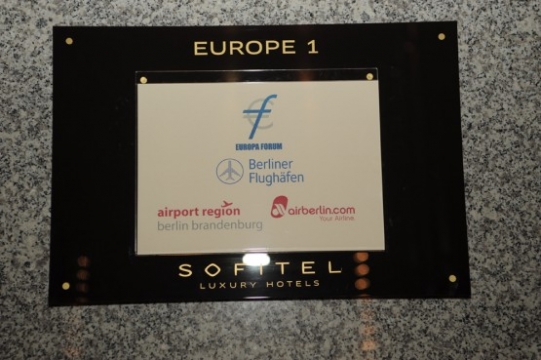 EUROPE 1
EUROPA FORUM
Berliner
Flughäfen
airport region
berlin brandenburg
airberlin.com
Your Airline.
SOFITEL
LUXURY HOTELS